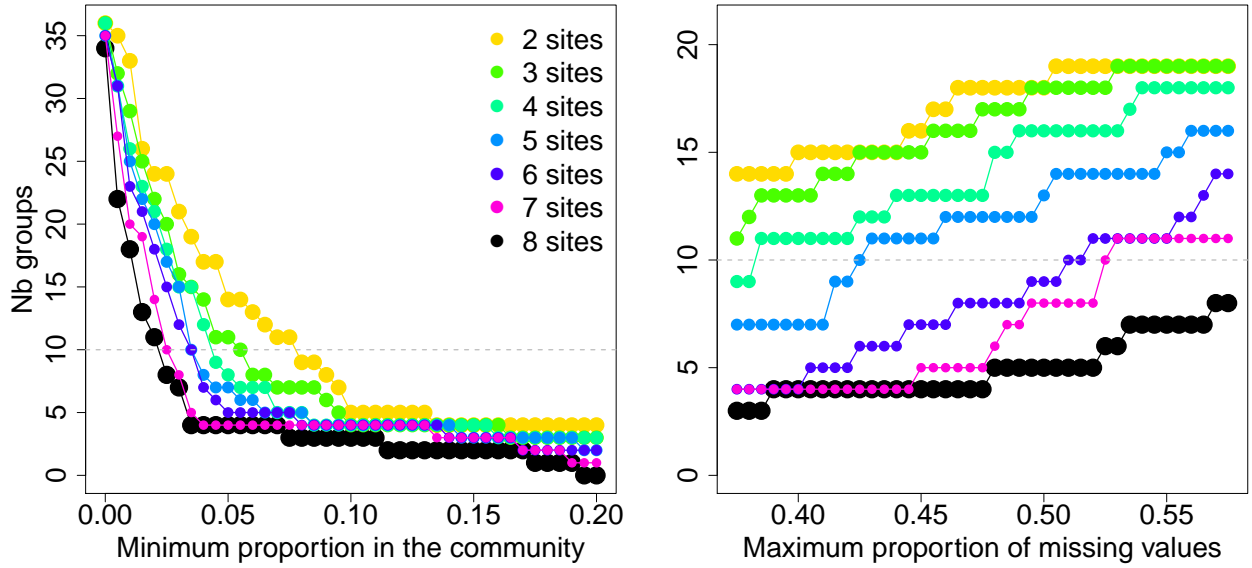 Nb groups
35
30
25
20
15
10
5
0
2 sites
3 sites
4 sites
5 sites
6 sites
7 sites
8 sites
0.00 0.05 0.10 0.15 0.20
Minimum proportion in the community
20
15
10
5
0
0.40 0.45 0.50 0.55
Maximum proportion of missing values